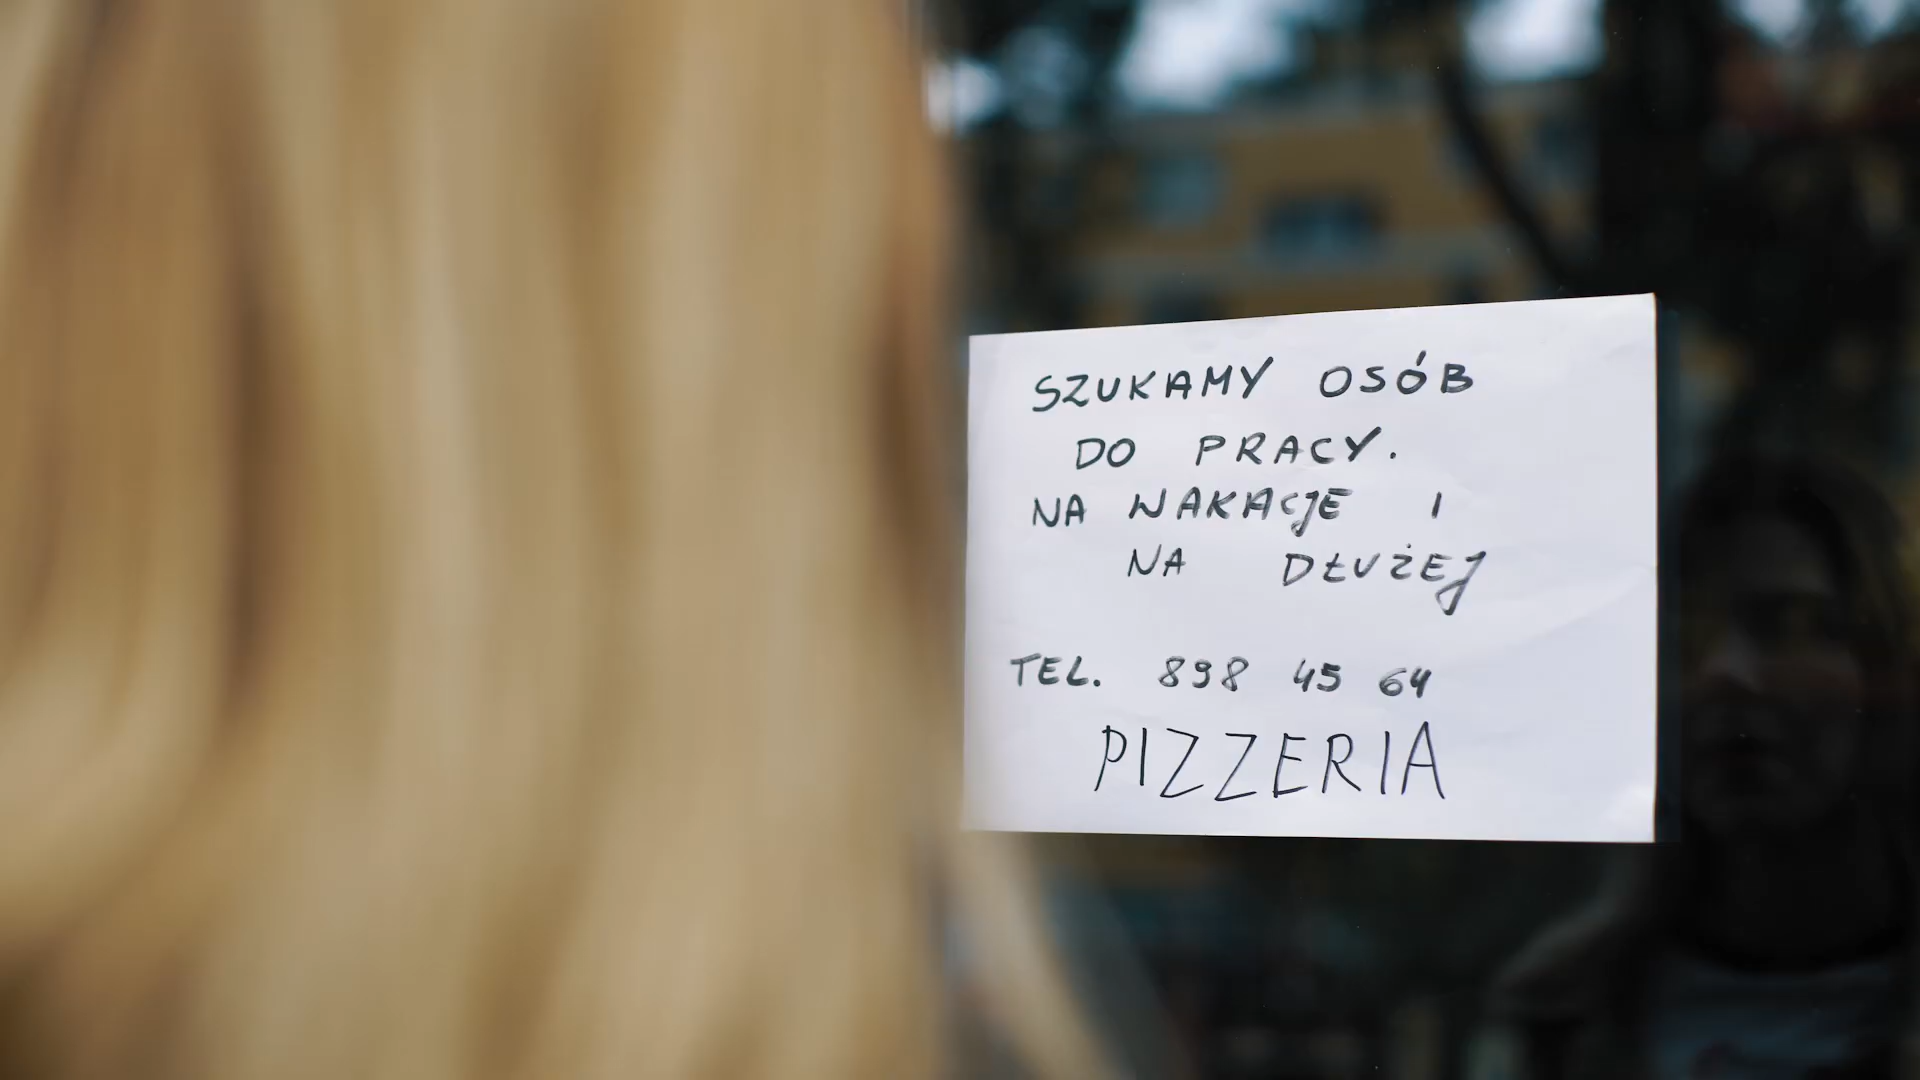 SZUKAMY OSÓB
DO PRACY.
NA WAKACJE I
NA DŁUŻEJ
TEL. 898 45 64
PIZZERIA